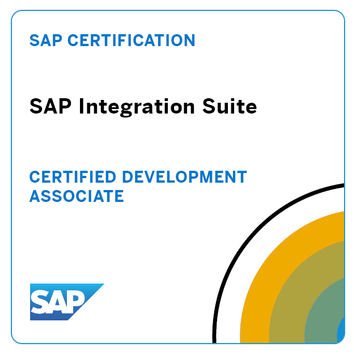 SAP CERTIFICATION
SAP Integration Suite
CERTIFIED DEVELOPMENT
ASSOCIATE
SAP